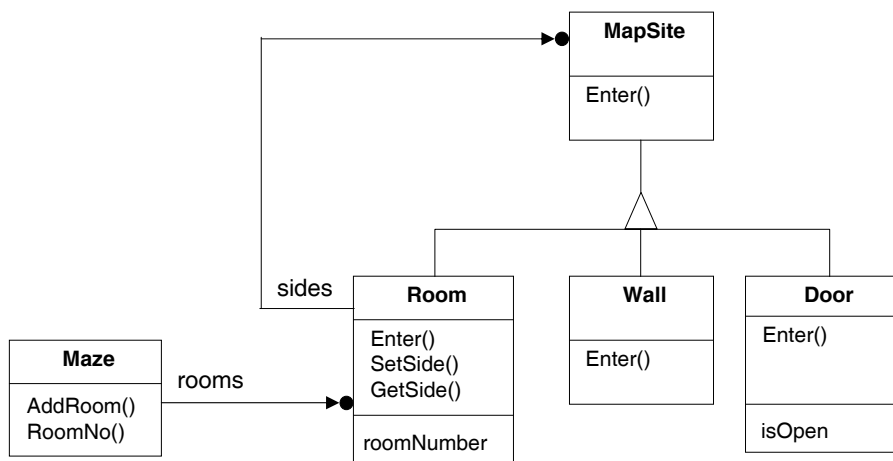 MapSite
Enter()
sides
Room
Enter()
SetSide()
GetSide()
roomNumber
Wall
Enter()
Door
Enter()
isOpen
Maze
AddRoom()
RoomNo()
rooms